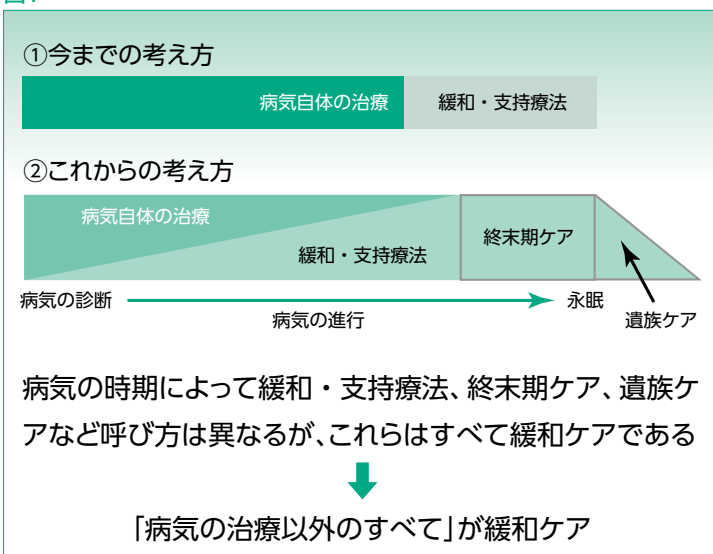 ①今までの考え方
病気自体の治療
緩和・支持療法
②これからの考え方
病気自体の治療
緩和・支持療法
終末期ケア
病気の診断
病気の進行
永眠
遺族ケア
病気の時期によって緩和・支持療法、終末期ケア、遺族ケ
アなど呼び方は異なるが、これらはすべて緩和ケアである
「病気の治療以外のすべて」が緩和ケア